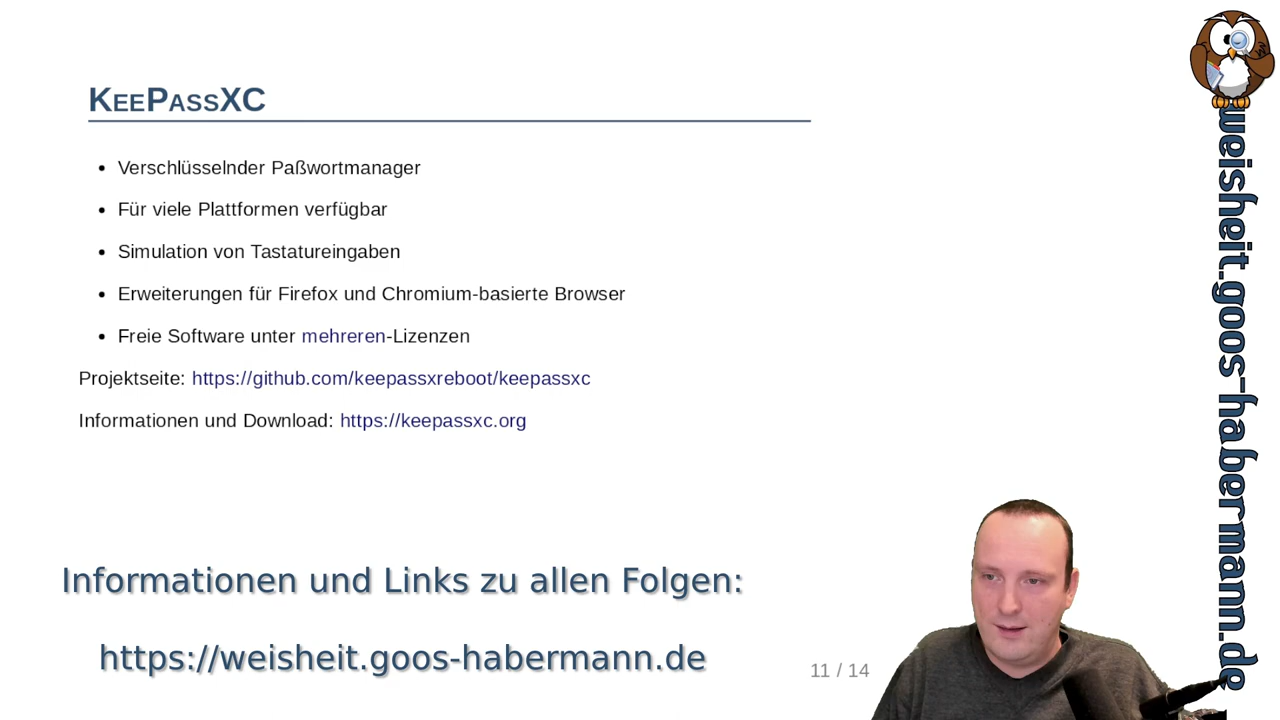 KeePassXC
Verschlüsselnder Paßwortmanager
Für viele Plattformen verfügbar
Simulation von Tastatureingaben
Erweiterungen für Firefox und Chromium-basierte Browser
Freie Software unter mehreren-Lizenzen
Projektseite: https://github.com/keepassxreboot/keepassxc
Informationen und Download: https://keepassxc.org
Informationen und Links zu allen Folgen:
https://weisheit.goos-habermann.de
11 / 14
weisheit.goos-habermann.de